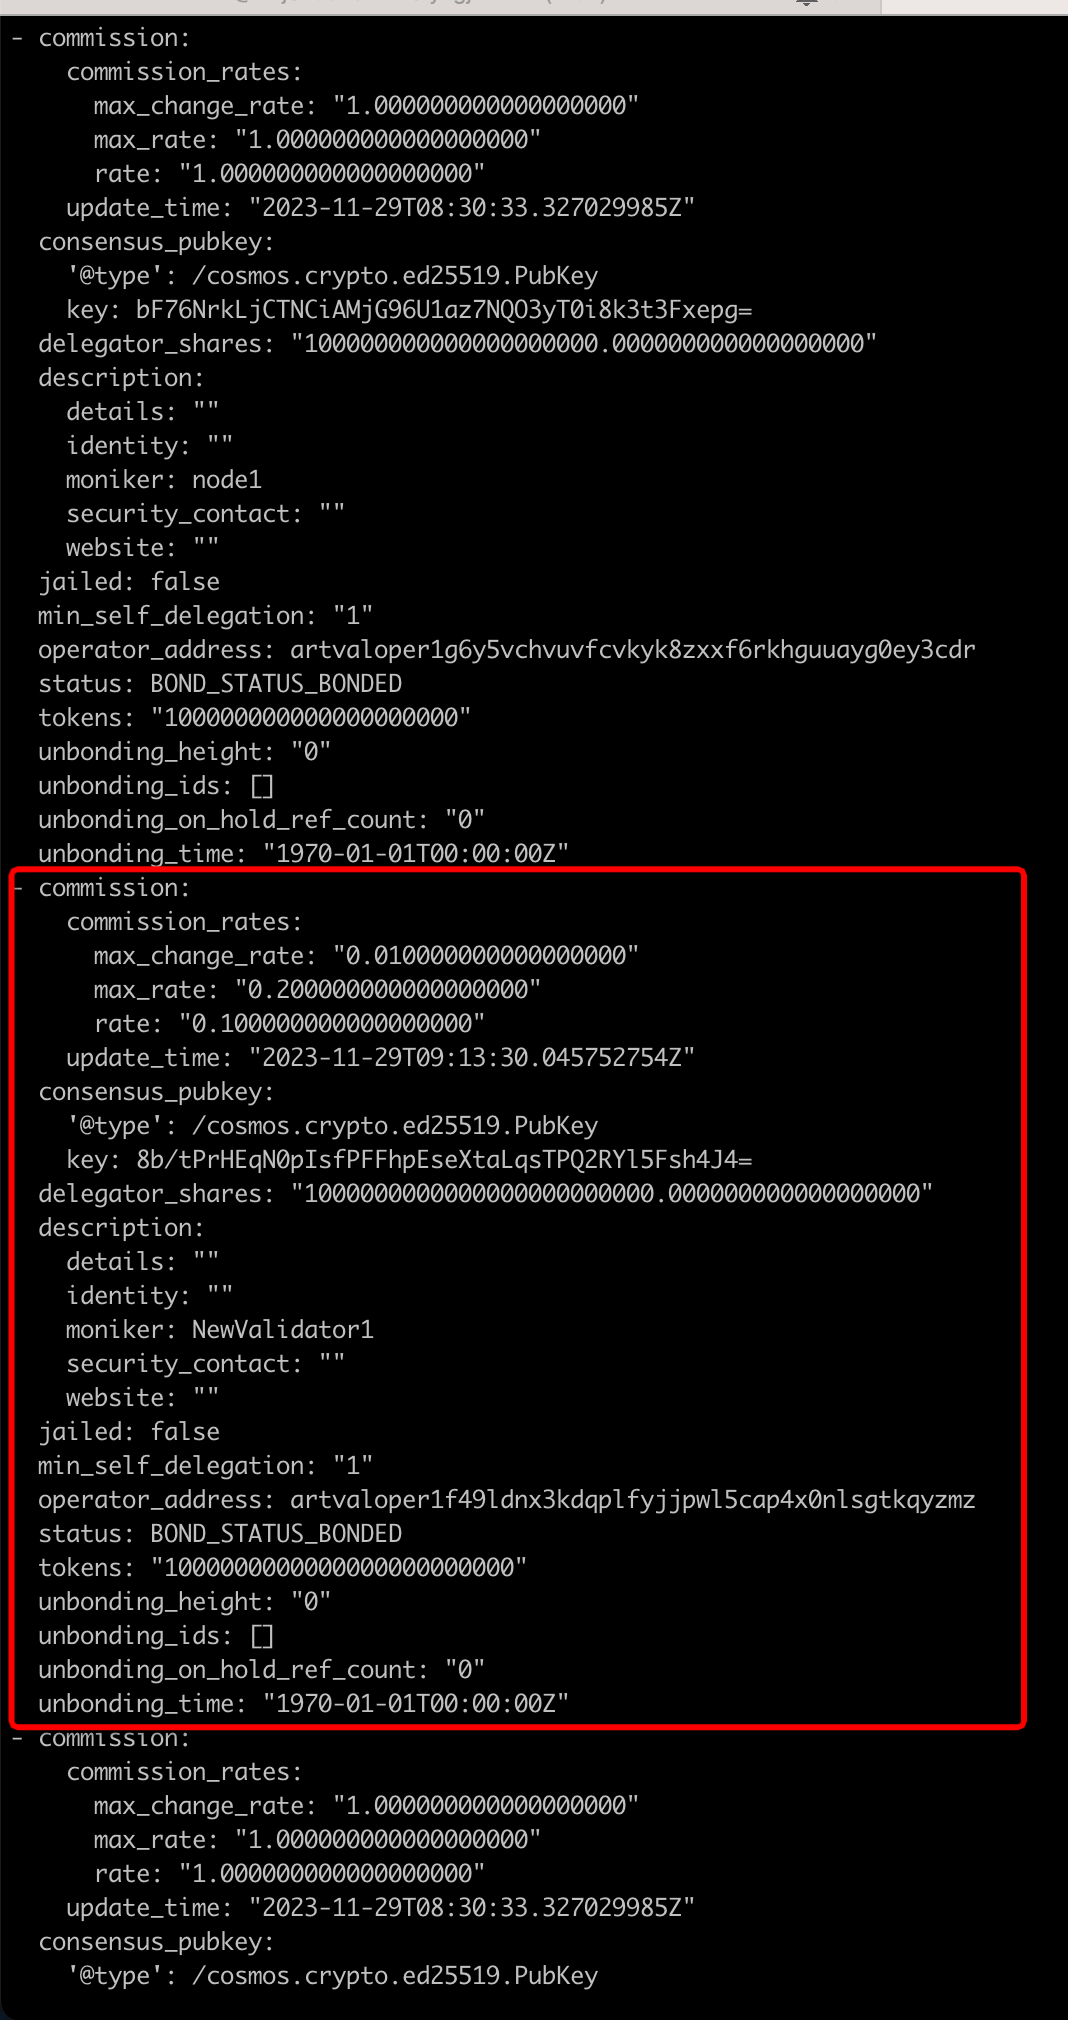 - commission:
commission_rates:
max_change_rate: "1.000000000000000000"
max_rate: "1.000000000000000000"
rate: "1.000000000000000000"
update_time: "2023-11-29T08:30:33.327029985Z"
consensus_pubkey:
'@type': /cosmos.crypto.ed25519.PubKey
key: bF76NrkLjCTNCiAMjG96U1az7NQO3yT0i8k3t3Fxepg=
delegator_shares: "100000000000000000000.000000000000000000"
description:
details: ""
identity: ""
moniker: node1
security_contact: ""
website: ""
jailed: false
min_self_delegation: "1"
operator_address: artvaloper1g6y5vchvuvfcvkyk8zxxf6rkhguuayg0ey3cdr
status: BOND_STATUS_BONDED
tokens: "100000000000000000000"
unbonding_height: "0"
unbonding_ids: []
unbonding_on_hold_ref_count: "0"
unbonding_time: "1970-01-01T00:00:00Z"
- commission:
commission_rates:
max_change_rate: "0.010000000000000000"
max_rate: "0.200000000000000000"
rate: "0.100000000000000000"
update_time: "2023-11-29T09:13:30.045752754Z"
consensus_pubkey:
'@type': /cosmos.crypto.ed25519.PubKey
key: 8b/tPrHEqN0pIsfPFFhpEseXtaLqsTPQ2RYl5Fsh4J4=
delegator_shares: "1000000000000000000000000.000000000000000000"
description:
details: ""
identity: ""
moniker: NewValidator1
security_contact: ""
website: ""
jailed: false
min_self_delegation: "1"
operator_address: artvaloper1f49ldnx3kdqplfyjjpwl5cap4x0nlsgtkqyzmz
status: BOND_STATUS_BONDED
tokens: "1000000000000000000000000"
unbonding_height: "0"
unbonding_ids: []
unbonding_on_hold_ref_count: "0"
unbonding_time: "1970-01-01T00:00:00Z"
- commission:
commission_rates:
max_change_rate: "1.000000000000000000"
max_rate: "1.000000000000000000"
rate: "1.000000000000000000"
update_time: "2023-11-29T08:30:33.327029985Z"
consensus_pubkey:
'@type': /cosmos.crypto.ed25519.PubKey